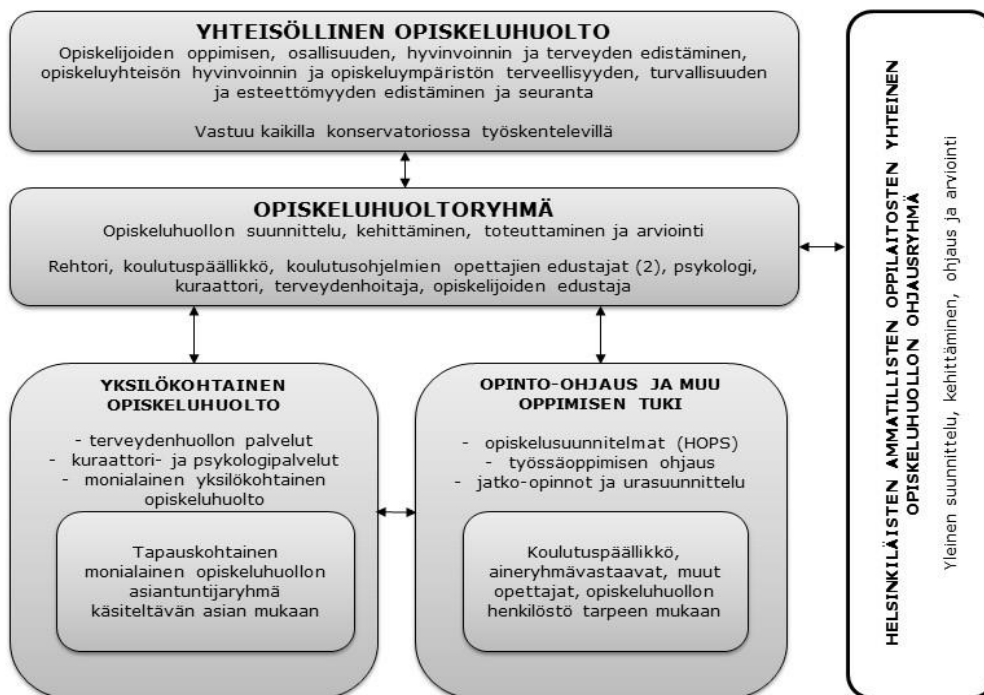 YHTEISÖLLINEN OPISKELUHUOLTO
Opiskelijoiden oppimisen, osallisuuden, hyvinvoinnin ja terveyden edistäminen,
opiskeluyhteisön hyvinvoinnin ja opiskeluympäristön terveellisyyden, turvallisuuden
ja esteettömyyden edistäminen ja seuranta
Vastuu kaikilla konservatoriossa työskentelevillä
OPISKELUHUOLTORYHMÄ
Opiskeluhuollon suunnittelu, kehittäminen, toteuttaminen ja arviointi
Rehtori, koulutuspäällikkö, koulutusohjelmien opettajien edustajat (2), psykologi,
kuraattori, terveydenhoitaja, opiskelijoiden edustaja
YKSILÖKOHTAINEN
OPISKELUHUOLTO
- terveydenhuollon palvelut
- kuraattori- ja psykologipalvelut
- monialainen yksilökohtainen
opiskeluhuolto
Tapauskohtainen
monialainen opiskeluhuollon
asiantuntijaryhmä
käsiteltävän asian mukaan
OPINTO-OHJAUS JA MUU
OPPIMISEN TUKI
- opiskelusuunnitelmat (HOPS)
- työssäoppimisen ohjaus
- jatko-opinnot ja urasuunnittelu
Koulutuspäällikkö,
aineryhmävastaavat, muut
opettajat, opiskeluhuollon
henkilöstö tarpeen mukaan
HELSINKILÄISTEN AMMATILLISTEN OPPILAITOSTEN YHTEINEN
OPISKELUHUOLLON OHJAUSRYHMÄ
Yleinen suunnittelu, kehittäminen, ohjaus ja arviointi